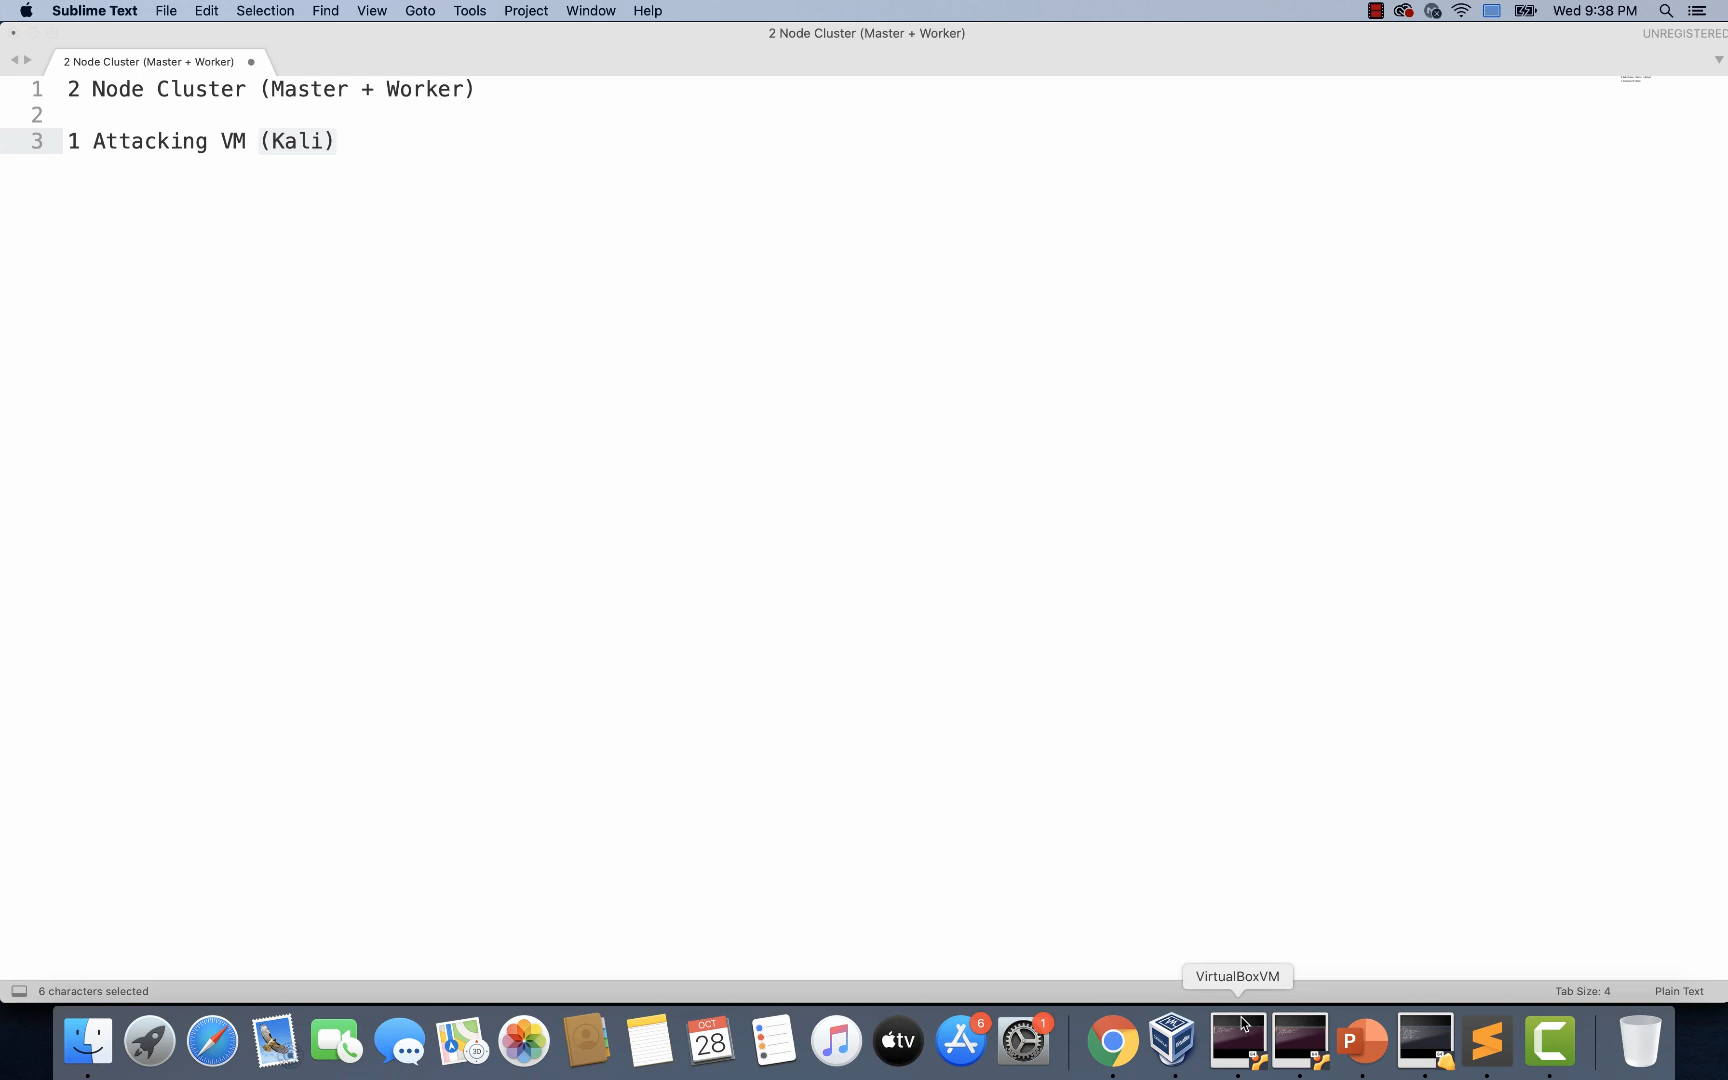 Sublime Text File Edit Selection Find View Goto Tools Project Window Help Wed 9:38 PM
2 Node Cluster (Master + Worker) UNREGISTERED
2 Node Cluster (Master + Worker)
1 2 Node Cluster (Master + Worker)
2
3 1 Attacking VM (Kali)
VirtualBoxVM
6 characters selected Tab Size: 4 Plain Text
OCT
28
3D
tv
6
1
P